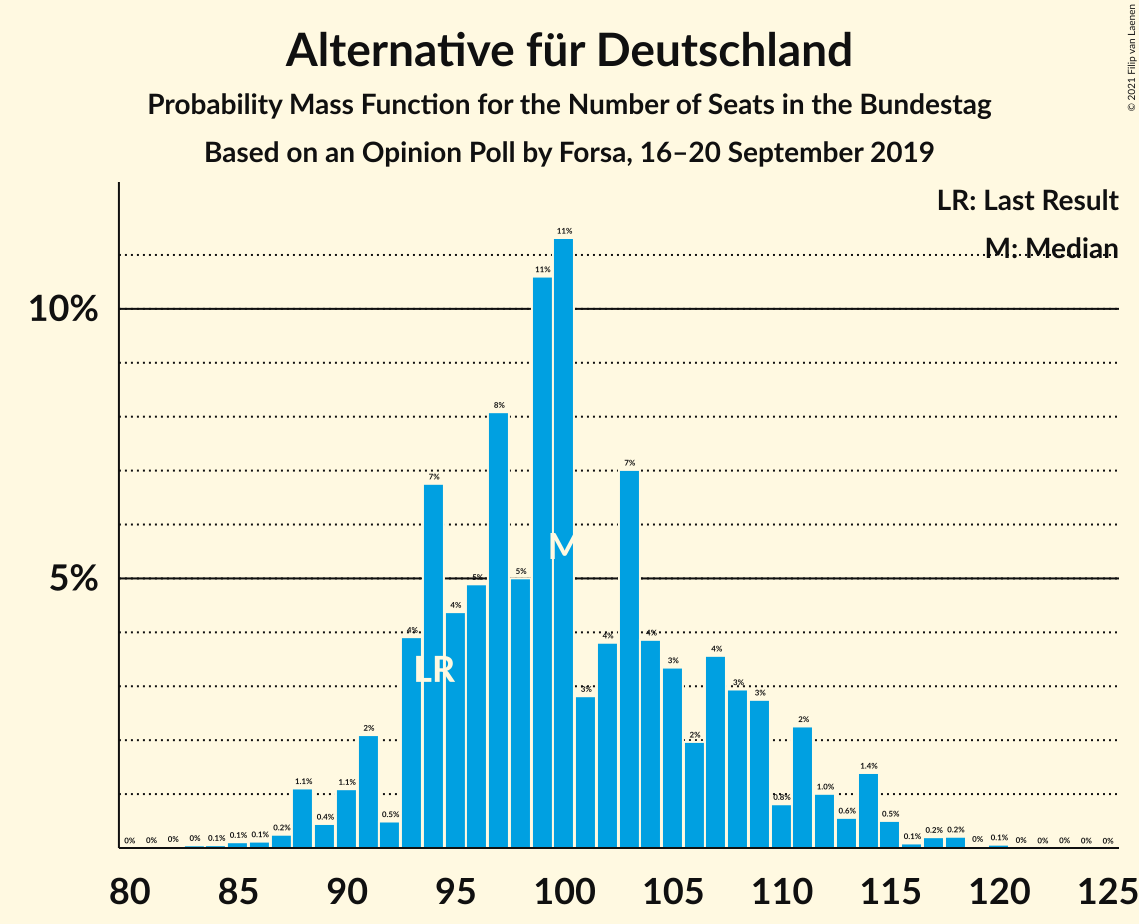 Alternative für Deutschland
Probability Mass Function for the Number of Seats in the Bundestag
Based on an Opinion Poll by Forsa, 16–20 September 2019
© 2021 Filip van Laenen
LR: Last Result
M: Median
10%
5%
0% 0% 0% 0% 0.1% 0.1% 0.1% 0.2% 1.1% 0.4% 1.1% 2% 0.5% 4% 7% 4% 5% 8% 5% 11% 11% 3% 4% 7% 4% 3% 2% 4% 3% 3% 0.8% 2% 1.0% 0.6% 1.4% 0.5% 0.1% 0.2% 0.2% 0% 0.1% 0% 0% 0% 0% 0%
LR
M
80 85 90 95 100 105 110 115 120 125